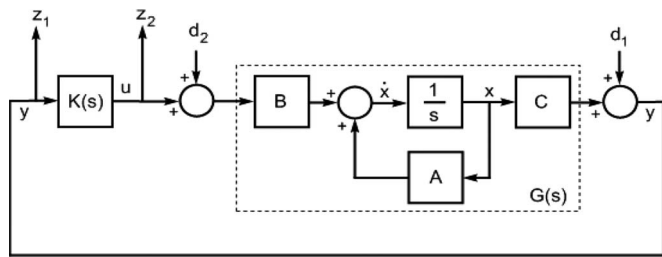 z₁
z₂
d₂
d₁
+
+
y
K(s)
u
B
+
+
ẋ
1/s
x
C
+
+
y
A
G(s)